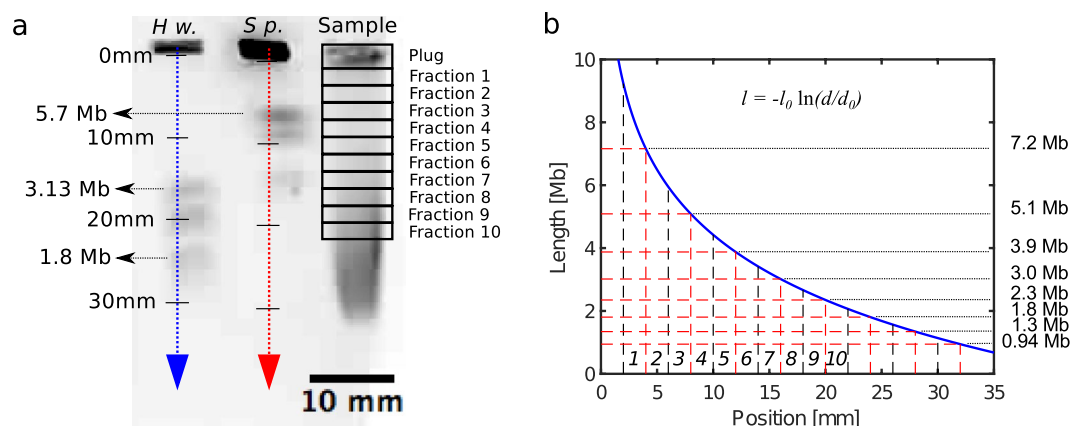 a
H w.
S p.
Sample
0mm
5.7 Mb
10mm
3.13 Mb
20mm
1.8 Mb
30mm
Plug
Fraction 1
Fraction 2
Fraction 3
Fraction 4
Fraction 5
Fraction 6
Fraction 7
Fraction 8
Fraction 9
Fraction 10
10 mm
b
l = -l₀ ln(d/d₀)
Length [Mb]
10
8
6
4
2
0
7.2 Mb
5.1 Mb
3.9 Mb
3.0 Mb
2.3 Mb
1.8 Mb
1.3 Mb
0.94 Mb
1 2 3 4 5 6 7 8 9 10
0 5 10 15 20 25 30 35
Position [mm]